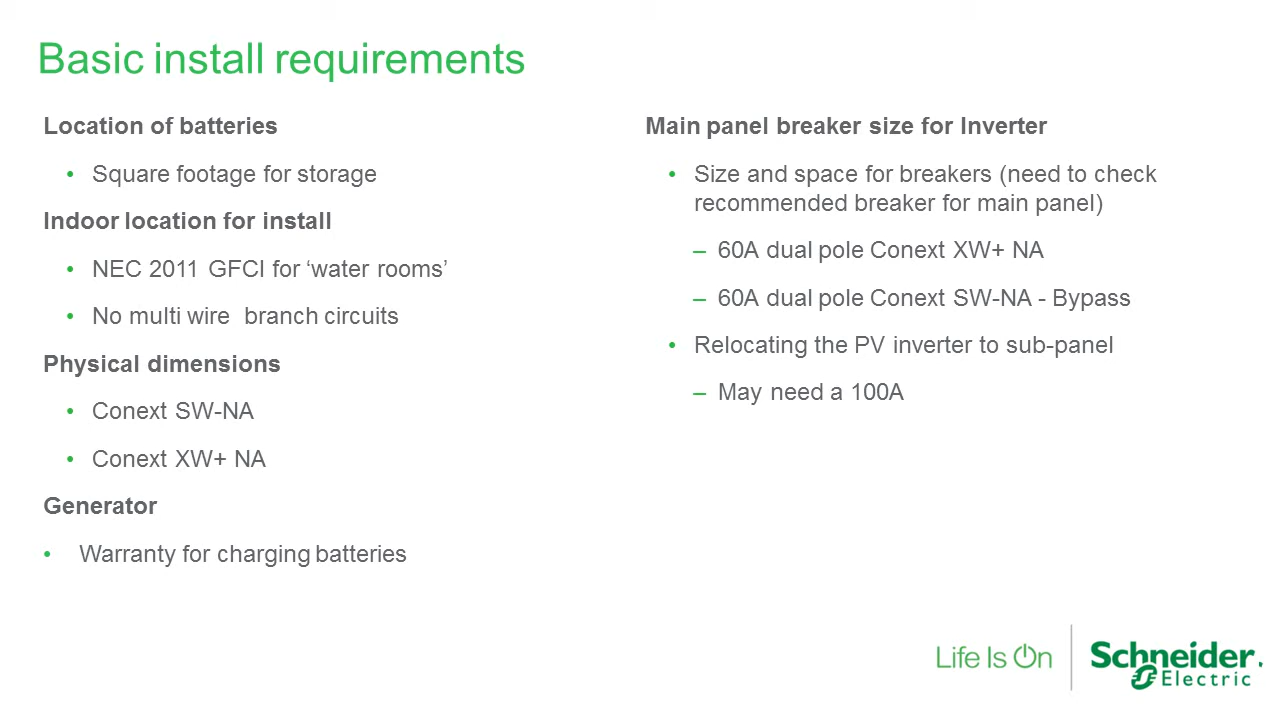 Basic install requirements
Location of batteries
• Square footage for storage
Indoor location for install
• NEC 2011 GFCI for ‘water rooms’
• No multi wire  branch circuits
Physical dimensions
• Conext SW-NA
• Conext XW+ NA
Generator
• Warranty for charging batteries
Main panel breaker size for Inverter
• Size and space for breakers (need to check
recommended breaker for main panel)
– 60A dual pole Conext XW+ NA
– 60A dual pole Conext SW-NA - Bypass
• Relocating the PV inverter to sub-panel
– May need a 100A
Life Is On
Schneider
Electric